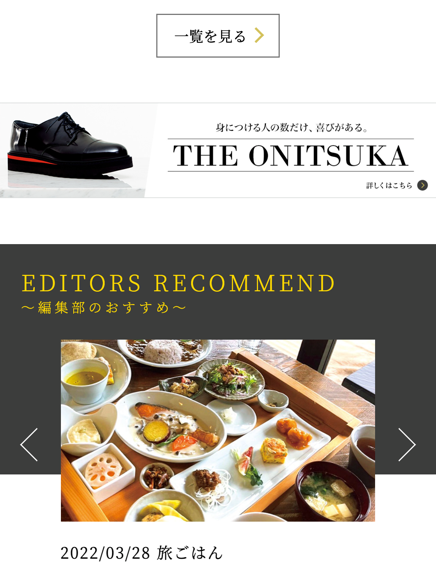 一覧を見る
身につける人の数だけ、喜びがある。
THE ONITSUKA
詳しくはこちら
EDITORS RECOMMEND
〜編集部のおすすめ〜
2022/03/28 旅ごはん